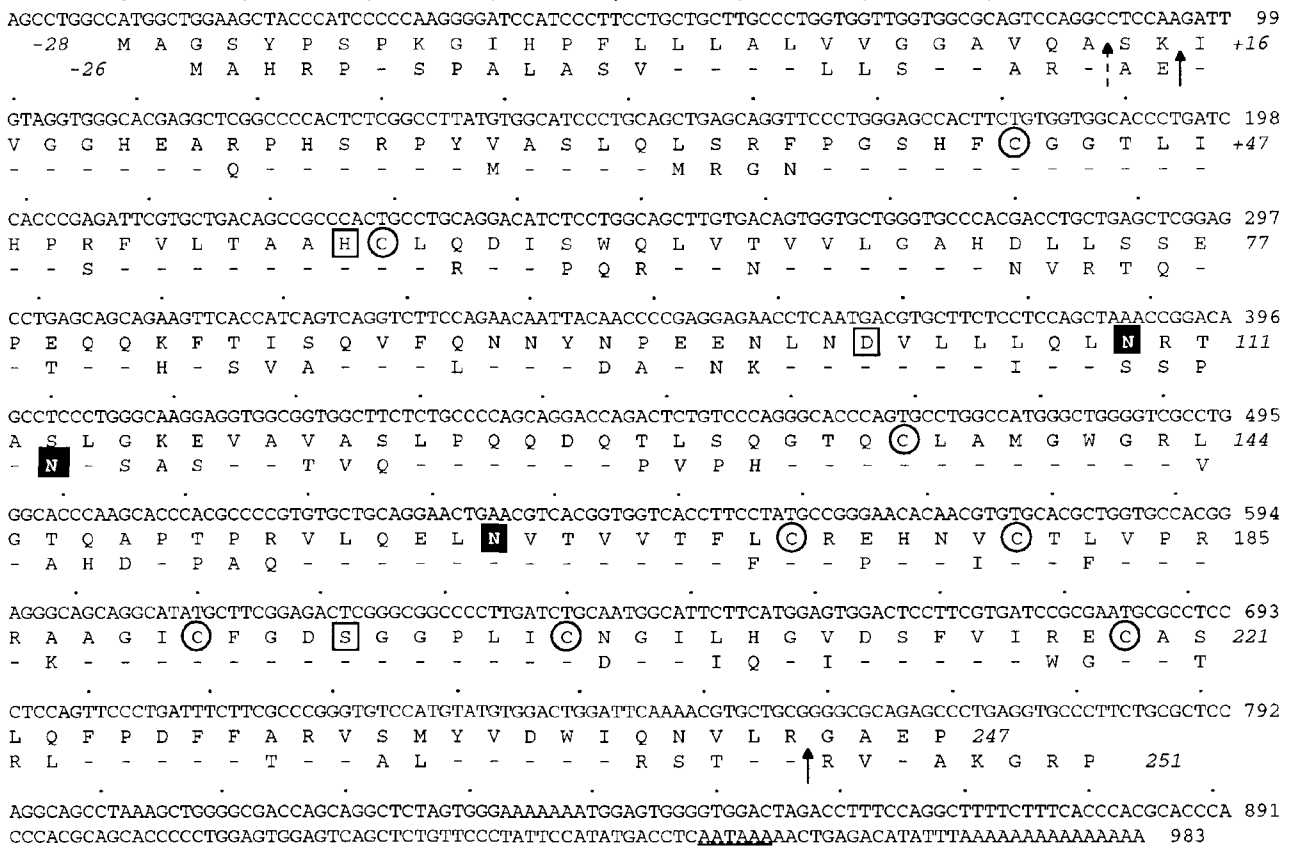 AGCCTGGCCATGGCTGGAAGCTACCCATCCCCCAAGGGGATCCATCCCTTCCTGCTGCTTGCCCTGGTGGTTGGTGGCGCAGTCCAGGCCTCCAAGATT 99
-28 M A G S Y P S P K G I H P F L L L A L V V G G A V Q A S K I +16
-26 M A H R P - S P A L A S V - - - - L L S - - A R - A E -
GTAGGTGGGCACGAGGCTCGGCCCCACTCTCGGCCTTATGTGGCATCCCTGCAGCTGAGCAGGTTCCCTGGGAGCCACTTCTGTGGTGGCACCCTGATC 198
V G G H E A R P H S R P Y V A S L Q L S R F P G S H F C G G T L I +47
- - - - - - Q - - - - - - M - - - - M R G N - - - - - - - - - - -
CACCCGAGATTCGTGCTGACAGCCGCCCACTGCCTGCAGGACATCTCCTGGCAGCTTGTGACAGTGGTGCTGGGTGCCCACGACCTGCTGAGCTCGGAG 297
H P R F V L T A A H C L Q D I S W Q L V T V V L G A H D L L S S E 77
- - S - - - - - - - - - R - - P Q R - - N - - - - - - N V R T Q -
CCTGAGCAGCAGAAGTTCACCATCAGTCAGGTCTTCCAGAACAATTACAACCCCGAGGAGAACCTCAATGACGTGCTTCTCCTCCAGCTAAACCGGACA 396
P E Q Q K F T I S Q V F Q N N Y N P E E N L N D V L L L Q L N R T 111
- T - - H - S V A - - - L - - - D A - N K - - - - - - I - - S S P
GCCTCCCTGGGCAAGGAGGTGGCGGTGGCTTCTCTGCCCCAGCAGGACCAGACTCTGTCCCAGGGCACCCAGTGCCTGGCCATGGGCTGGGGTCGCCTG 495
A S L G K E V A V A S L P Q Q D Q T L S Q G T Q C L A M G W G R L 144
- N - S A S - - T V Q - - - - - - P V P H - - - - - - - - - - - V
GGCACCCAAGCACCCACGCCCCGTGTGCTGCAGGAACTGAACGTCACGGTGGTCACCTTCCTATGCCGGGAACACAACGTGTGCACGCTGGTGCCACGG 594
G T Q A P T P R V L Q E L N V T V V T F L C R E H N V C T L V P R 185
- A H D - P A Q - - - - - - - - - - - - F - - P - - I - - F - - -
AGGGCAGCAGGCATATGCTTCGGAGACTCGGGCGGCCCCTTGATCTGCAATGGCATTCTTCATGGAGTGGACTCCTTCGTGATCCGCGAATGCGCCTCC 693
R A A G I C F G D S G G P L I C N G I L H G V D S F V I R E C A S 221
- K - - - - - - - - - - - - - - D - - I Q - I - - - - - W G - - T
CTCCAGTTCCCTGATTTCTTCGCCCGGGTGTCCATGTATGTGGACTGGATTCAAAACGTGCTGCGGGGCGCAGAGCCCTGAGGTGCCCTTCTGCGCTCC 792
L Q F P D F F A R V S M Y V D W I Q N V L R G A E P 247
R L - - - - - T - - A L - - - - - R S T - - R V - A K G R P 251
AGGCAGCCTAAAGCTGGGGCGACCAGCAGGCTCTAGTGGGAAAAAAATGGAGTGGGGTGGACTAGACCTTTCCAGGCTTTTCTTTCACCCACGCACCCA 891
CCCACGCAGCACCCCCTGGAGTGGAGTCAGCTCTGTTCCCTATTCCATATGACCTCAATAAAAACTGAGACATATTTAAAAAAAAAAAAAAA 983